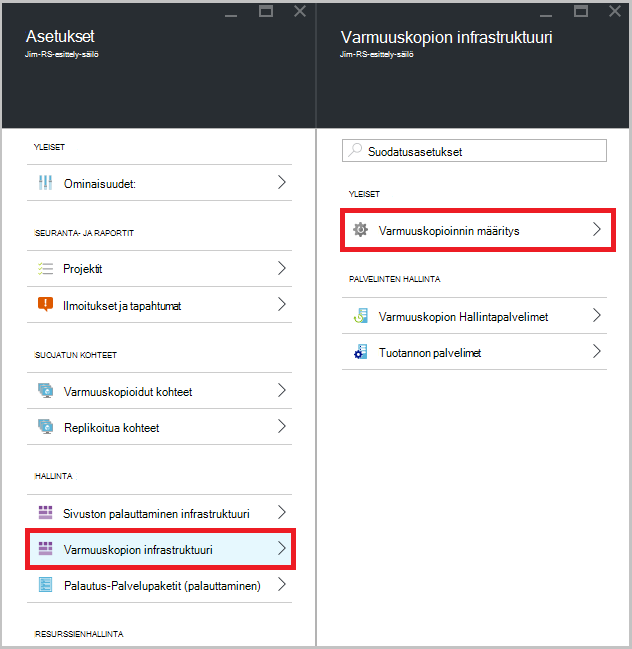 Asetukset
Jim-RS-esittely-säilö
YLEISET
Ominaisuudet:
SEURANTA- JA RAPORTIT
Projektit
Ilmoitukset ja tapahtumat
SUOJATUN KOHTEET
Varmuuskopioidut kohteet
Replikoitua kohteet
HALLINTA
Sivuston palauttaminen infrastruktuuri
Varmuuskopion infrastruktuuri
Palautus-Palvelupaketit (palauttaminen)
RESURSSIENHALLINTA
Varmuuskopion infrastruktuuri
Jim-RS-esittely-säilö
Suodatusasetukset
YLEISET
Varmuuskopioinnin määritys
PALVELINTEN HALLINTA
Varmuuskopion Hallintapalvelimet
Tuotannon palvelimet